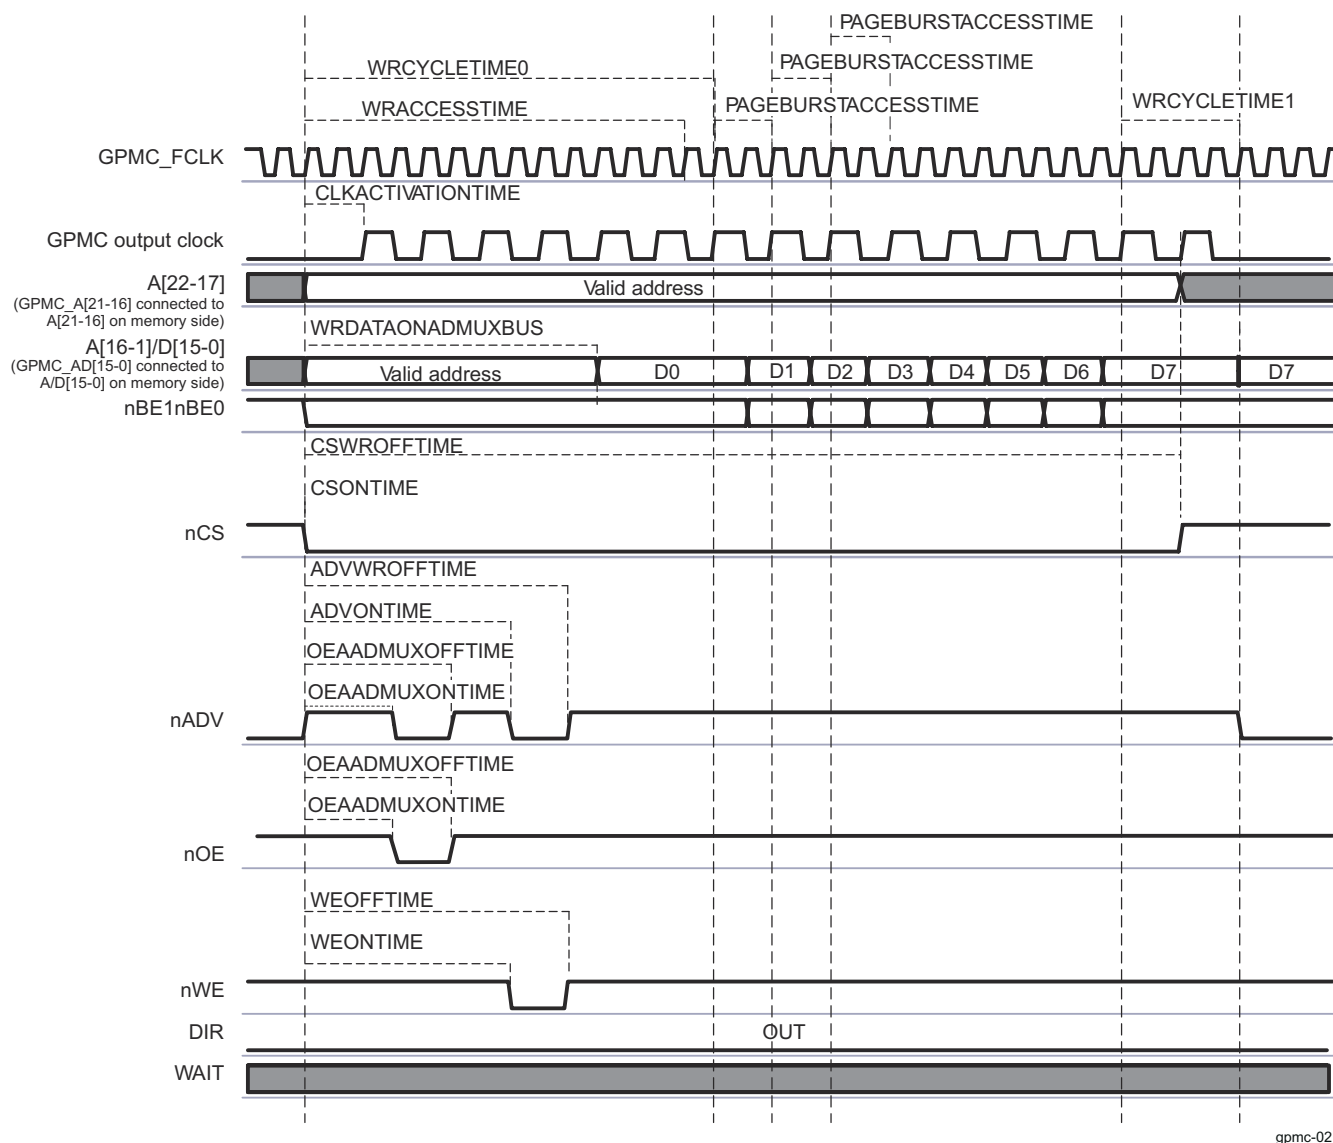 PAGEBURSTACCESSTIME
PAGEBURSTACCESSTIME
WRCYCLETIME0
WRCYCLETIME1
WRACCESSTIME
PAGEBURSTACCESSTIME
GPMC_FCLK
CLKACTIVATIONTIME
GPMC output clock
A[22-17]
Valid address
(GPMC_A[21-16] connected to
A[21-16] on memory side)
WRDATAONADMUXBUS
A[16-1]/D[15-0]
(GPMC_AD[15-0] connected to
A/D[15-0] on memory side)
Valid address D0 D1 D2 D3 D4 D5 D6 D7 D7
nBE1nBE0
CSWROFFTIME
CSONTIME
nCS
ADVWROFFTIME
ADVONTIME
OEAADMUXOFFTIME
OEAADMUXONTIME
nADV
OEAADMUXOFFTIME
OEAADMUXONTIME
nOE
WEOFFTIME
WEONTIME
nWE
DIR OUT
WAIT
gpmc-02